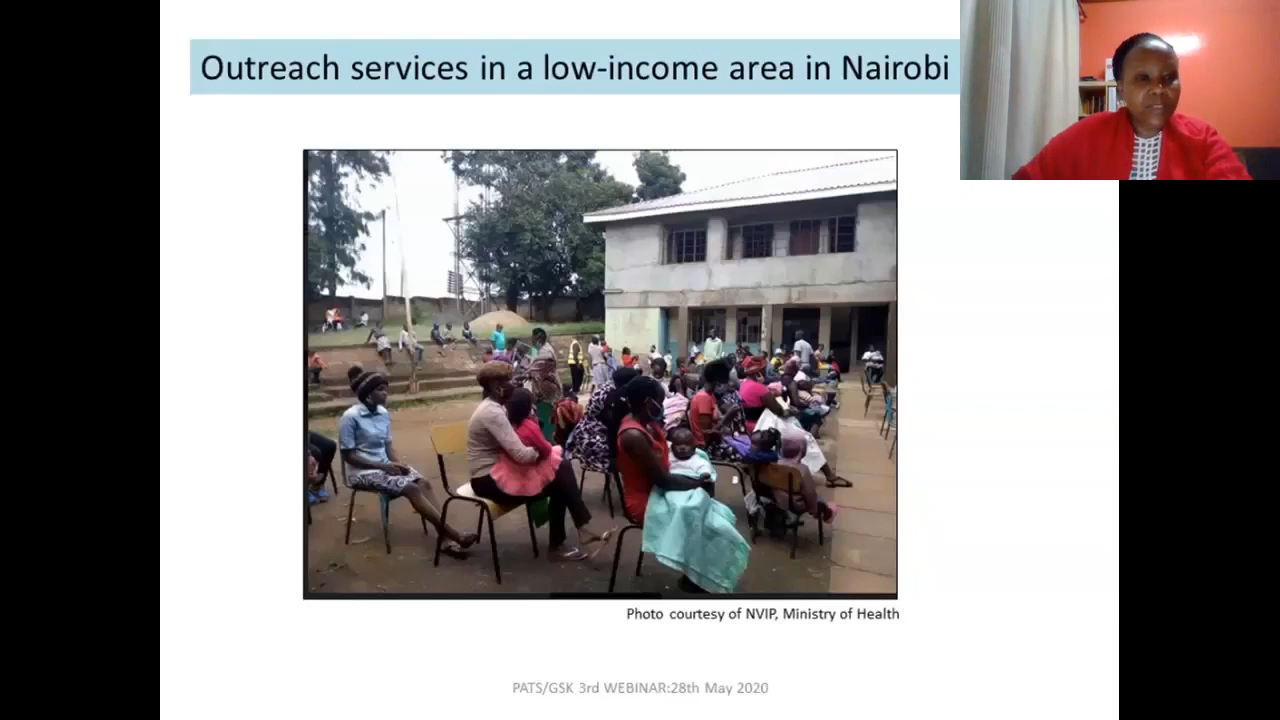 Outreach services in a low-income area in Nairobi
Photo courtesy of NVIP, Ministry of Health
PATS/GSK 3rd WEBINAR:28th May 2020